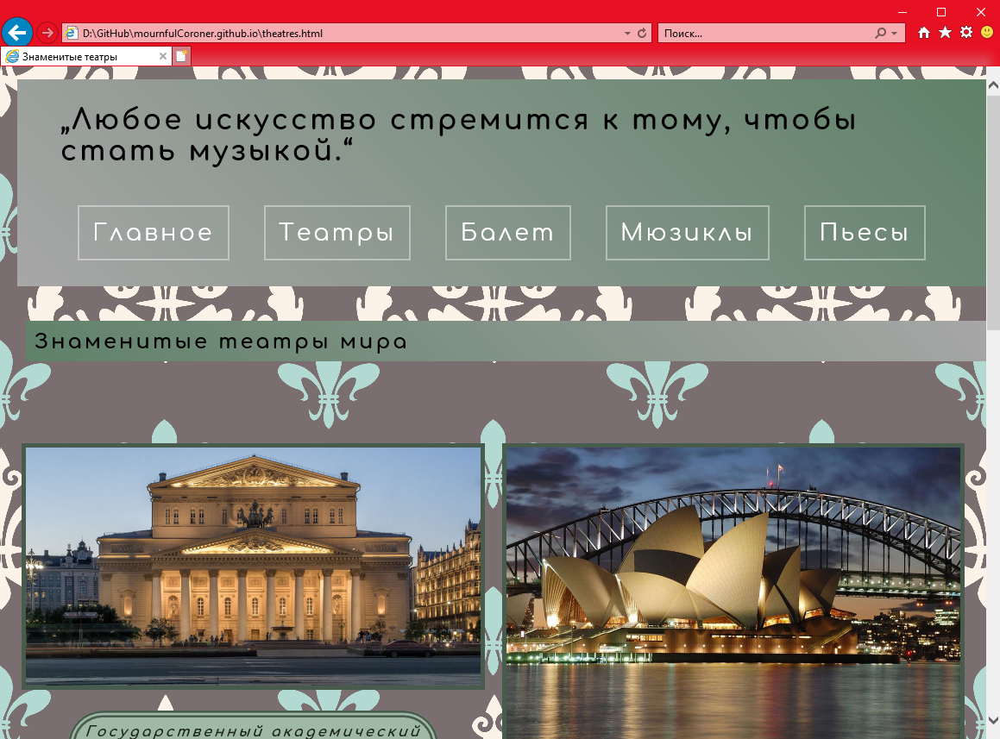 D:\GitHub\mournfulCoroner.github.io\theatres.html
Поиск...
Знаменитые театры
„Любое искусство стремится к тому, чтобы
стать музыкой.“
Главное
Театры
Балет
Мюзиклы
Пьесы
Знаменитые театры мира
Государственный академический